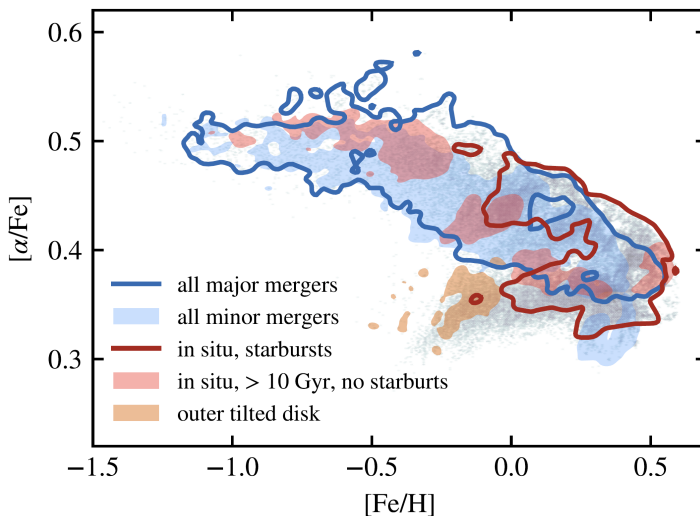 0.6
0.5
0.4
0.3
[α/Fe]
all major mergers
all minor mergers
in situ, starbursts
in situ, > 10 Gyr, no starburts
outer tilted disk
−1.5 −1.0 −0.5 0.0 0.5
[Fe/H]